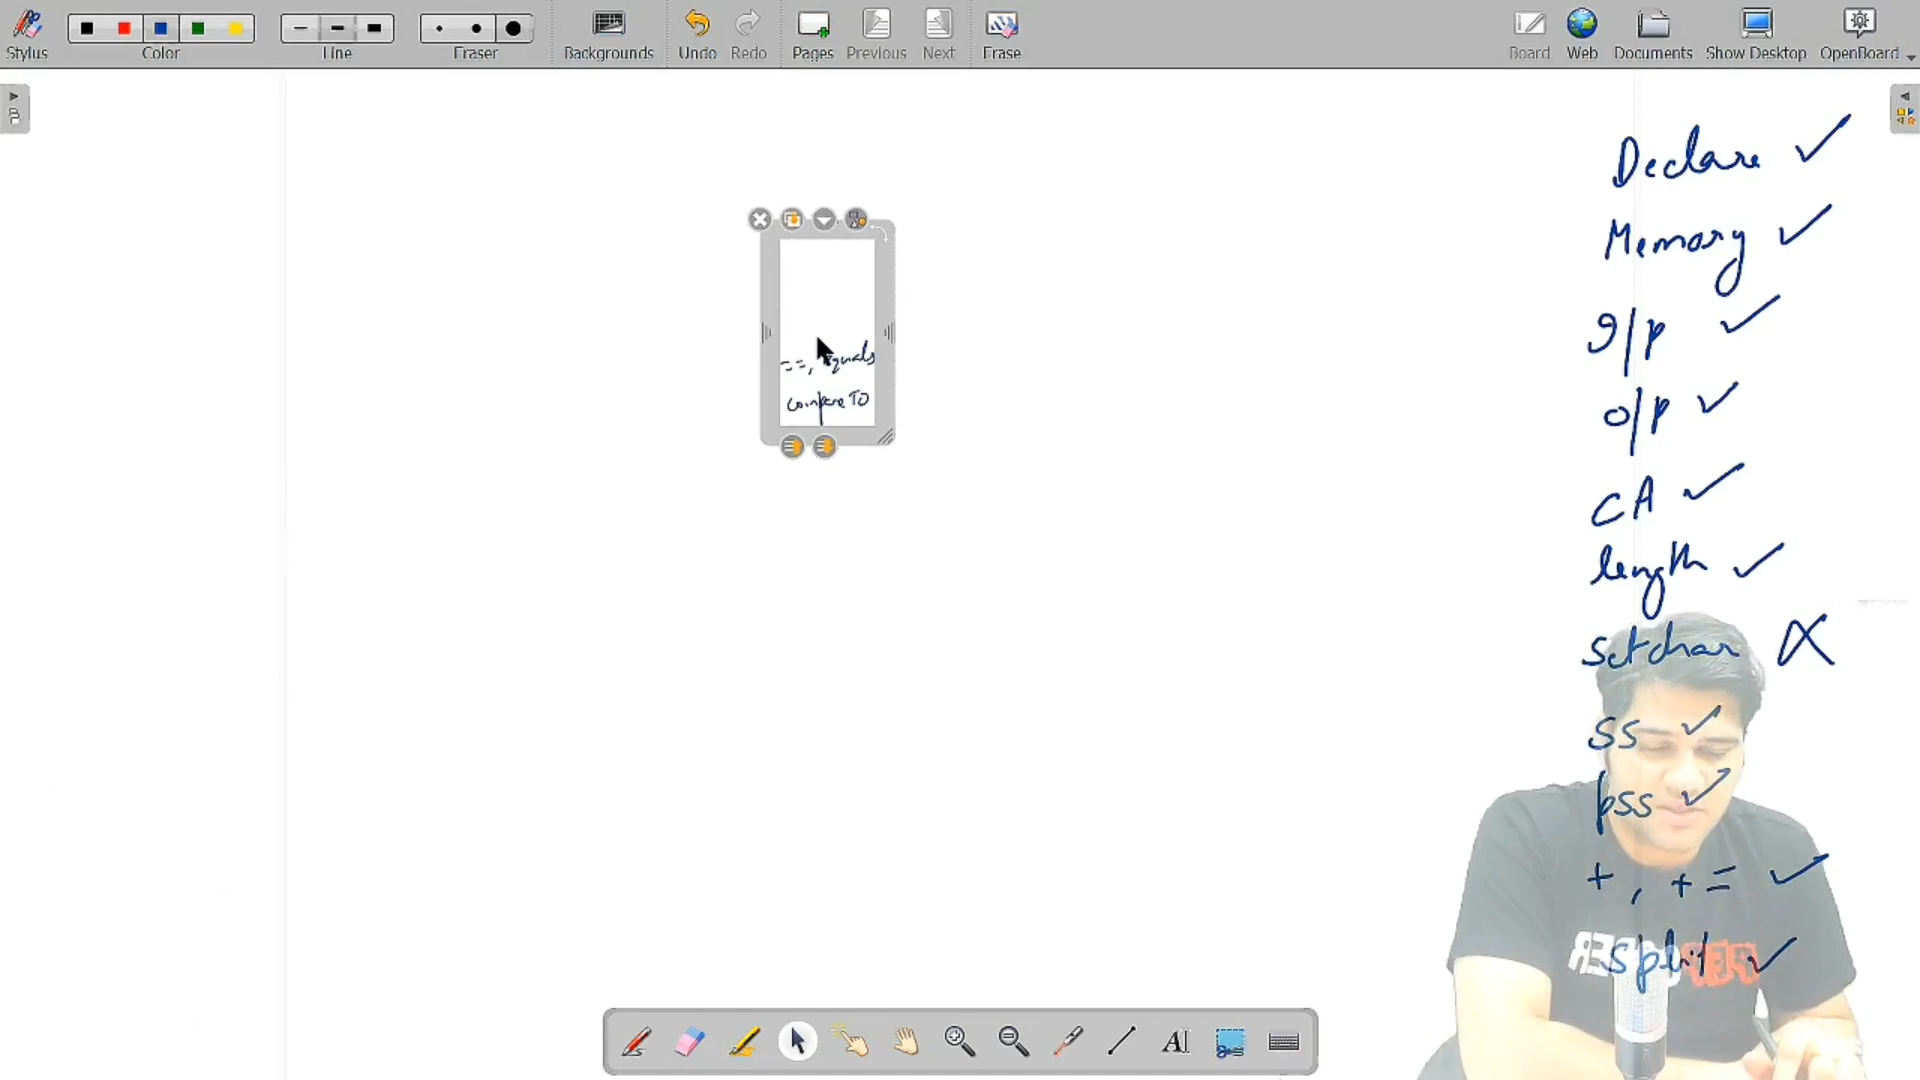 Stylus Color Line Eraser Backgrounds Undo Redo Pages Previous Next Erase Board Web Documents Show Desktop OpenBoard
Declare ✓
Memory ✓
I/p ✓
o/p ✓
CA ✓
length ✓
setchar X
SS ✓
pss ✓
+, += ✓
split ✓
==, equals
compare TO